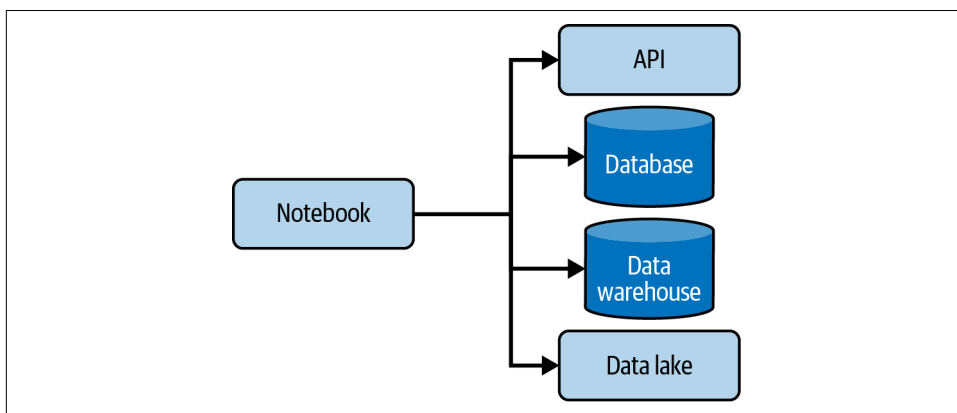 API
Database
Notebook
Data
warehouse
Data lake